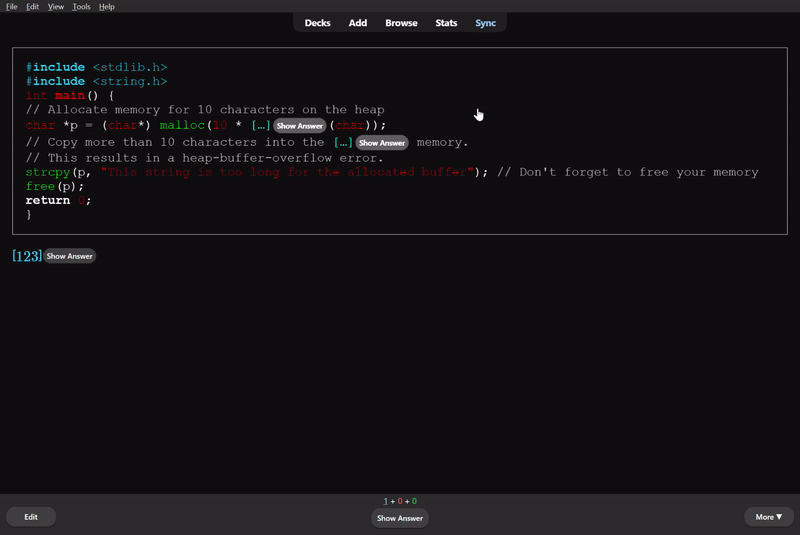 File Edit View Tools Help
Decks Add Browse Stats Sync
#include <stdlib.h>
#include <string.h>
int main() {
// Allocate memory for 10 characters on the heap
char *p = (char*) malloc(10 * [...] Show Answer (char));
// Copy more than 10 characters into the [...] Show Answer memory.
// This results in a heap-buffer-overflow error.
strcpy(p, "This string is too long for the allocated buffer"); // Don't forget to free your memory
free(p);
return 0;
}
[123] Show Answer
1 + 0 + 0
Edit Show Answer More ▼